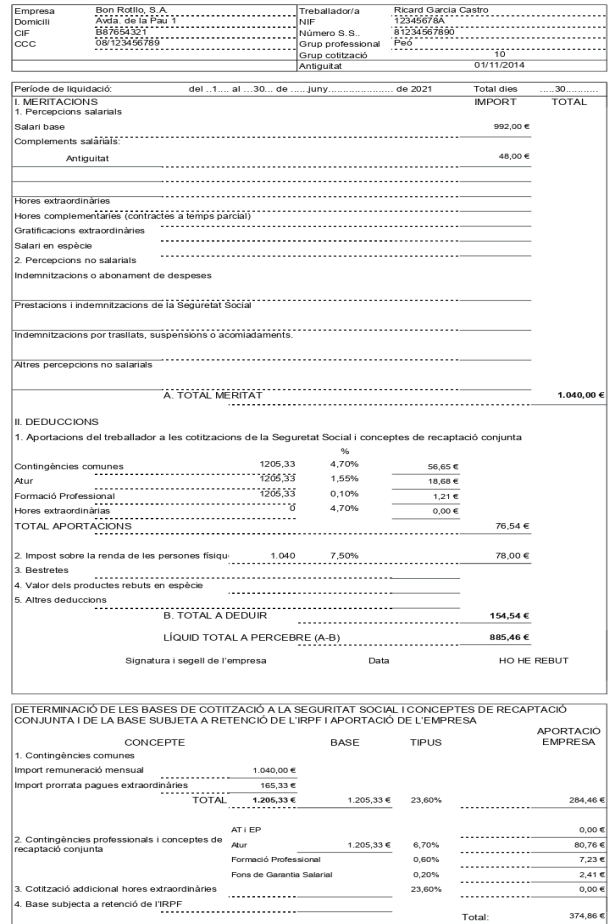 Empresa Bon Rotllo, S.A. Treballador/a Ricard Garcia Castro
Domicili Avda. de la Pau 1 NIF 12345678A
CIF B87654321 Número S.S.. 81234567890
CCC 08/123456789 Grup professional Peó
Grup cotització 10
Antiguitat 01/11/2014
Període de liquidació: del ..1.... al ...30... de ......juny....................... de 2021 Total dies .....30...........
I. MERITACIONS IMPORT TOTAL
1. Percepcions salarials
Salari base 992,00 €
Complements salarials:
Antiguitat 48,00 €
Hores extraordinàries
Hores complementaries (contractes a temps parcial)
Gratificacions extraordinàries
Salari en espècie
2. Percepcions no salarials
Indemnitzacions o abonament de despeses
Prestacions i indemnitzacions de la Seguretat Social
Indemnitzacions por trasllats, suspensions o acomiadaments.
Altres percepcions no salarials
A. TOTAL MERITAT 1.040,00 €
II. DEDUCCIONS
1. Aportacions del treballador a les cotitzacions de la Seguretat Social i conceptes de recaptació conjunta
%
Contingències comunes 1205,33 4,70% 56,65 €
Atur 1205,33 1,55% 18,68 €
Formació Professional 1205,33 0,10% 1,21 €
Hores extraordinàrias 0 4,70% 0,00 €
TOTAL APORTACIONS 76,54 €
2. Impost sobre la renda de les persones físiqu 1.040 7,50% 78,00 €
3. Bestretes
4. Valor dels productes rebuts en espècie
5. Altres deduccions
B. TOTAL A DEDUIR 154,54 €
LÍQUID TOTAL A PERCEBRE (A-B) 885,46 €
Signatura i segell de l'empresa Data HO HE REBUT
DETERMINACIÓ DE LES BASES DE COTITZACIÓ A LA SEGURITAT SOCIAL I CONCEPTES DE RECAPTACIÓ
CONJUNTA I DE LA BASE SUBJETA A RETENCIÓ DE L'IRPF I APORTACIÓ DE L'EMPRESA
CONCEPTE BASE TIPUS APORTACIÓ EMPRESA
1. Contingències comunes
Import remuneració mensual 1.040,00 €
Import prorrata pagues extraordinàries 165,33 €
TOTAL 1.205,33 € 1.205,33 € 23,60% 284,46 €
AT i EP 0,00 €
2. Contingències professionals i conceptes de recaptació conjunta
Atur 1.205,33 € 6,70% 80,76 €
Formació Professional 0,60% 7,23 €
Fons de Garantia Salarial 0,20% 2,41 €
3. Cotització addicional hores extraordinàries 23,60% 0,00 €
4. Base subjecta a retenció de l'IRPF
Total: 374,86 €